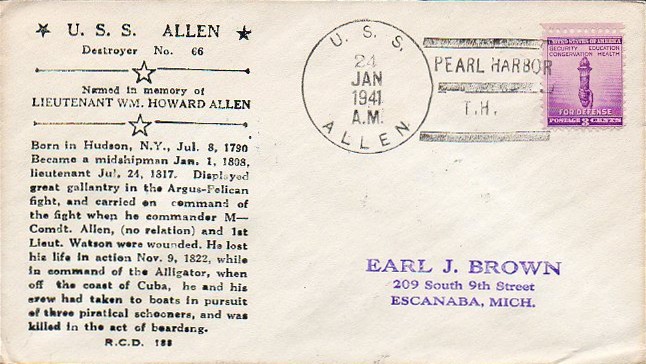 ★ U. S. S. ALLEN ★
Destroyer No. 66
Named in memory of
LIEUTENANT WM. HOWARD ALLEN
Born in Hudson, N.Y., Jul. 8, 1790
Became a midshipman Jan. 1, 1808,
lieutenant Jul. 24, 1817. Displayed
great gallantry in the Argus-Pelican
fight, and carried on command of
the fight when he commander M—
Comdt. Allen, (no relation) and 1st
Lieut. Watson were wounded. He lost
his life in action Nov. 9, 1822, while
in command of the Alligator, when
off the coast of Cuba, he and his
crew had taken to boats in pursuit
of three piratical schooners, and was
killed in the act of boardang.
R.C.D. 188
U. S. S.
24
JAN
1941
A.M.
ALLEN
PEARL HARBOR
T.H.
UNITED STATES OF AMERICA
SECURITY EDUCATION
CONSERVATION HEALTH
FOR DEFENSE
POSTAGE 3 CENTS
EARL J. BROWN
209 South 9th Street
ESCANABA, MICH.